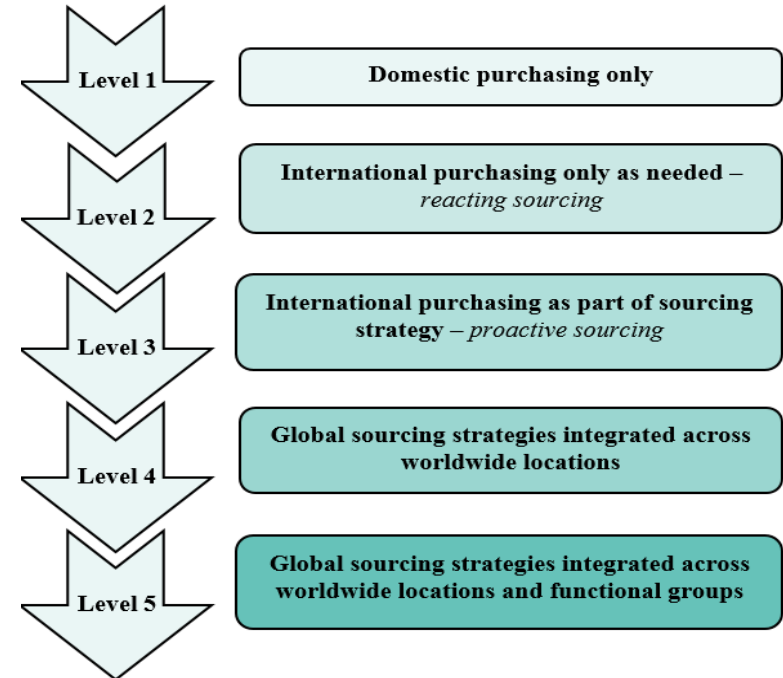 Level 1
Domestic purchasing only
Level 2
International purchasing only as needed –
reacting sourcing
Level 3
International purchasing as part of sourcing
strategy – proactive sourcing
Level 4
Global sourcing strategies integrated across
worldwide locations
Level 5
Global sourcing strategies integrated across
worldwide locations and functional groups